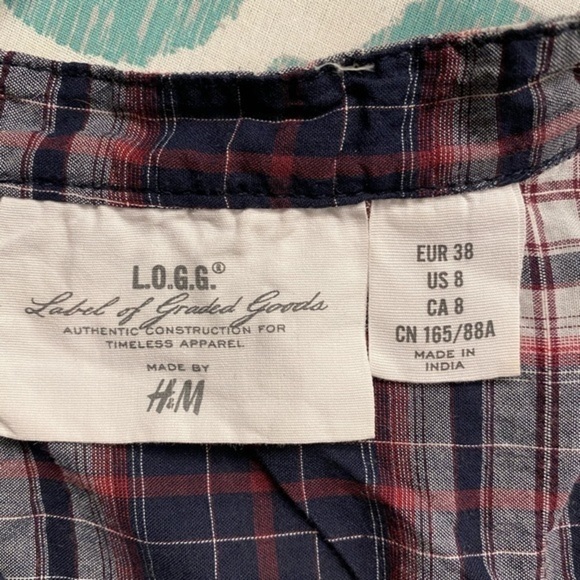 L.O.G.G.®
Label of Graded Goods
AUTHENTIC CONSTRUCTION FOR
TIMELESS APPAREL
MADE BY
H&M
EUR 38
US 8
CA 8
CN 165/88A
MADE IN
INDIA